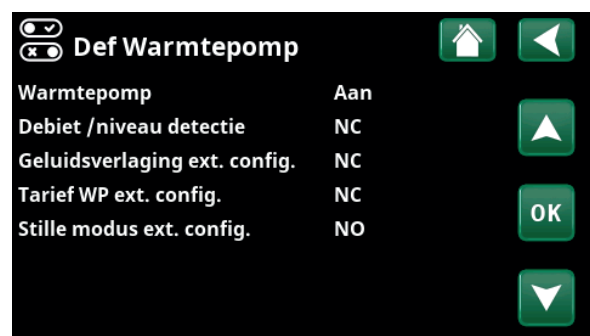 Def Warmtepomp
Warmtepomp Aan
Debiet /niveau detectie NC
Geluidsverlaging ext. config. NC
Tarief WP ext. config. NC
Stille modus ext. config. NO
OK